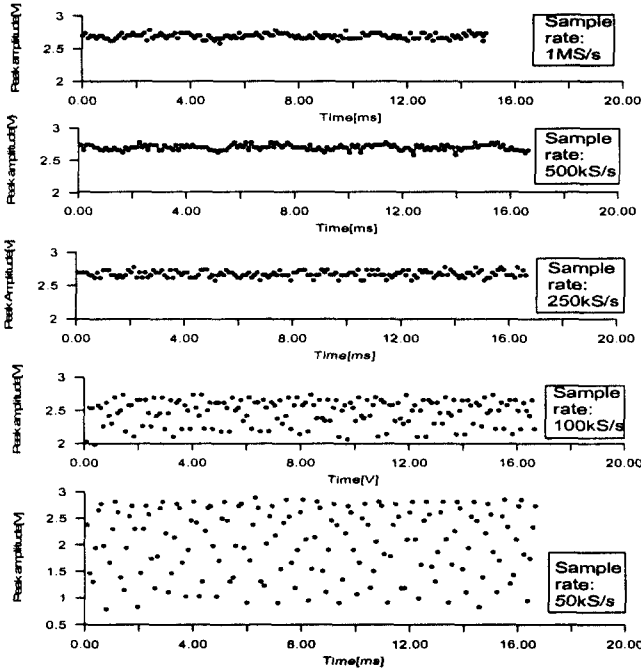 Peak amplitude[V]
3
2.5
2
0.00 4.00 8.00 12.00 16.00 20.00
Time[ms]
Sample
rate:
1MS/s
Peak amplitude[V]
3
2.5
2
0.00 4.00 8.00 12.00 16.00 20.00
Time[ms]
Sample
rate:
500kS/s
Peak Amplitude[V]
3
2.5
2
0.00 4.00 8.00 12.00 16.00 20.00
Time[ms]
Sample
rate:
250kS/s
Peak amplitude[V]
3
2.5
2
0.00 4.00 8.00 12.00 16.00 20.00
Time[V]
Sample
rate:
100kS/s
Peak amplitude[V]
3
2.5
2
1.5
1
0.5
0.00 4.00 8.00 12.00 16.00 20.00
Time[ms]
Sample
rate:
50kS/s